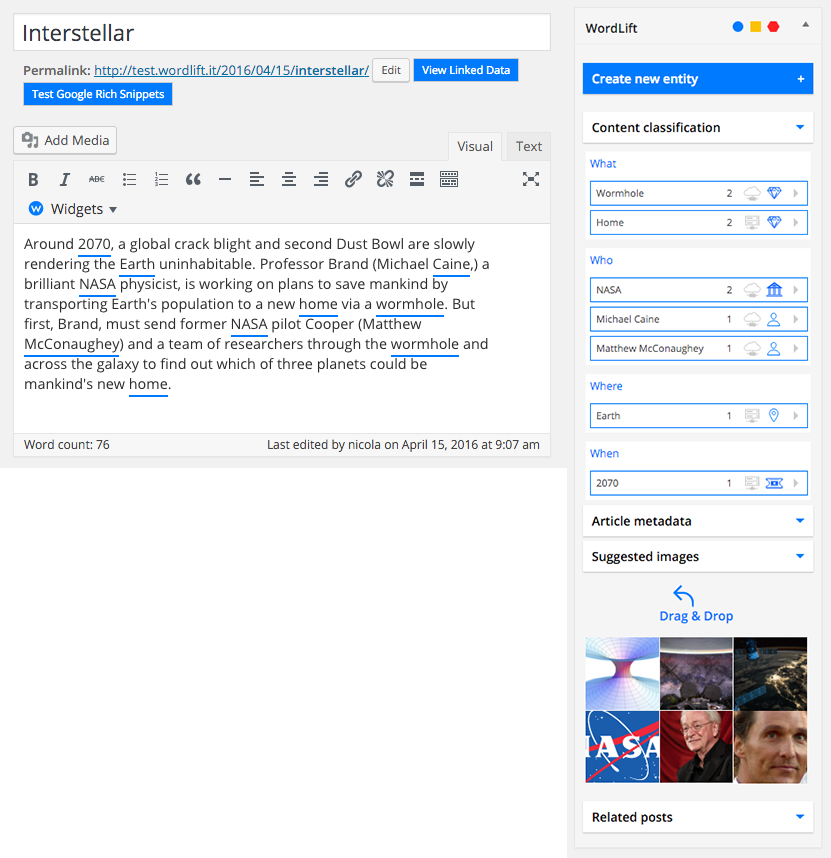 Interstellar
Permalink: http://test.wordlift.it/2016/04/15/interstellar/ Edit View Linked Data
Test Google Rich Snippets
Add Media
Visual Text
B I ABC
W Widgets
Around 2070, a global crack blight and second Dust Bowl are slowly
rendering the Earth uninhabitable. Professor Brand (Michael Caine,) a
brilliant NASA physicist, is working on plans to save mankind by
transporting Earth's population to a new home via a wormhole. But
first, Brand, must send former NASA pilot Cooper (Matthew
McConaughey) and a team of researchers through the wormhole and
across the galaxy to find out which of three planets could be
mankind's new home.
Word count: 76 Last edited by nicola on April 15, 2016 at 9:07 am
WordLift
Create new entity +
Content classification
What
Wormhole 2
Home 2
Who
NASA 2
Michael Caine 1
Matthew McConaughey 1
Where
Earth 1
When
2070 1
Article metadata
Suggested images
Drag & Drop
NASA
Related posts